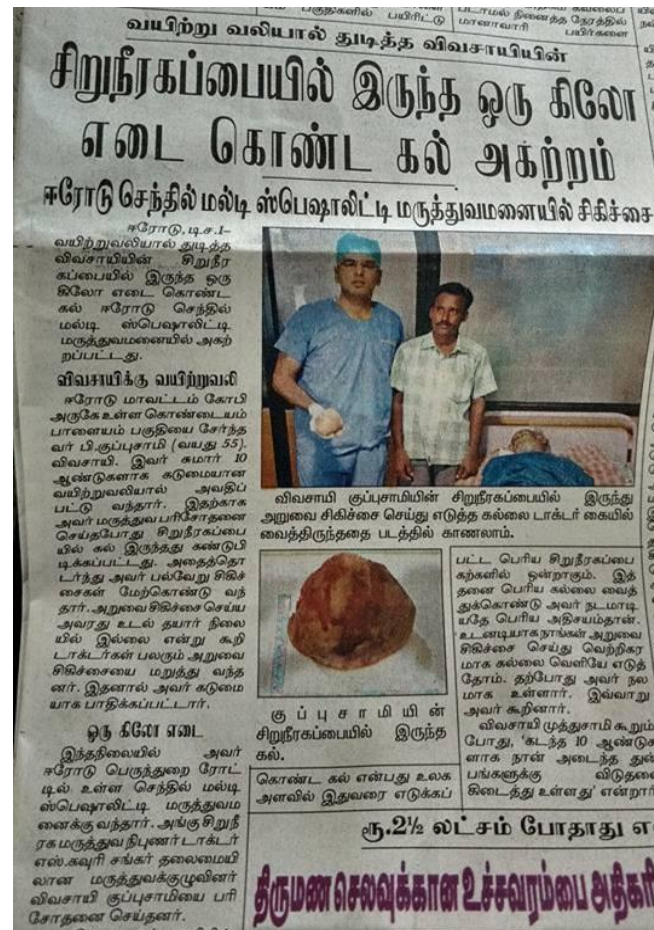 பகுதிகளில் பயிரிட்டு
மானாவாரி பயிர்களை
வயிற்று வலியால் துடித்த விவசாயியின்
சிறுநீரகப்பையில் இருந்த ஒரு கிலோ
எடை கொண்ட கல் அகற்றம்
ஈரோடு செந்தில் மல்டி ஸ்பெஷாலிட்டி மருத்துவமனையில் சிகிச்சை
ஈரோடு, டிச.1–
வயிற்றுவலியால் துடித்த
விவசாயியின் சிறுநீர
கப்பையில் இருந்த ஒரு
கிலோ எடை கொண்ட
கல் ஈரோடு செந்தில்
மல்டி ஸ்பெஷாலிட்டி
மருத்துவமனையில் அகற்
றப்பட்டது.
விவசாயிக்கு வயிற்றுவலி
ஈரோடு மாவட்டம் கோபி
அருகே உள்ள கொண்டையம்
பாளையம் பகுதியை சேர்ந்த
வர் பி.குப்புசாமி (வயது 55).
விவசாயி. இவர் சுமார் 10
ஆண்டுகளாக கடுமையான
வயிற்றுவலியால் அவதிப்
பட்டு வந்தார். இதற்காக
அவர் மருத்துவ பரிசோதனை
செய்தபோது சிறுநீரகப்பை
யில் கல் இருந்தது கண்டுபி
டிக்கப்பட்டது. அதைத்தொ
டர்ந்து அவர் பல்வேறு சிகிச்
சைகள் மேற்கொண்டு வந்
தார். அறுவை சிகிச்சை செய்ய
அவரது உடல் தயார் நிலை
யில் இல்லை என்று கூறி
டாக்டர்கள் பலரும் அறுவை
சிகிச்சையை மறுத்து வந்த
னர். இதனால் அவர் கடுமை
யாக பாதிக்கப்பட்டார்.
ஒரு கிலோ எடை
இந்தநிலையில் அவர்
ஈரோடு பெருந்துறை ரோட்
டில் உள்ள செந்தில் மல்டி
ஸ்பெஷாலிட்டி மருத்துவம
னைக்கு வந்தார். அங்கு சிறுநீ
ரக மருத்துவ நிபுணர் டாக்டர்
எஸ்.கவுரி சங்கர் தலைமையி
லான மருத்துவக்குழுவினர்
விவசாயி குப்புசாமியை பரி
சோதனை செய்தனர்.
விவசாயி குப்புசாமியின் சிறுநீரகப்பையில் இருந்து
அறுவை சிகிச்சை செய்து எடுத்த கல்லை டாக்டர் கையில்
வைத்திருந்ததை படத்தில் காணலாம்.
குப்புசாமியின்
சிறுநீரகப்பையில் இருந்த
கல்.
கொண்ட கல் என்பது உலக
அளவில் இதுவரை எடுக்கப்
பட்ட பெரிய சிறுநீரகப்பை
கற்களில் ஒன்றாகும். இத்
தனை பெரிய கல்லை வைத்
துக்கொண்டு அவர் நடமாடி
யதே பெரிய அதிசயம்தான்.
உடனடியாக நாங்கள் அறுவை
சிகிச்சை செய்து வெற்றிகர
மாக கல்லை வெளியே எடுத்
தோம். தற்போது அவர் நல
மாக உள்ளார். இவ்வாறு
அவர் கூறினார்.
விவசாயி முத்துசாமி கூறும்
போது, 'கடந்த 10 ஆண்டுக
ளாக நான் அடைந்த துன்
பங்களுக்கு விடுதலை
கிடைத்து உள்ளது' என்றார்
ரூ.2½ லட்சம் போதாது
திருமண செலவுக்கான உச்சவரம்பை அதிகரி